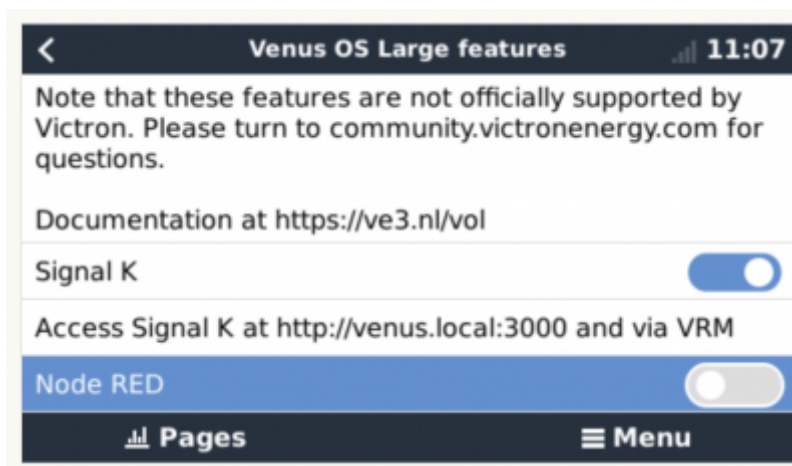 Venus OS Large features 11:07
Note that these features are not officially supported by
Victron. Please turn to community.victronenergy.com for
questions.
Documentation at https://ve3.nl/vol
Signal K
Access Signal K at http://venus.local:3000 and via VRM
Node RED
Pages Menu